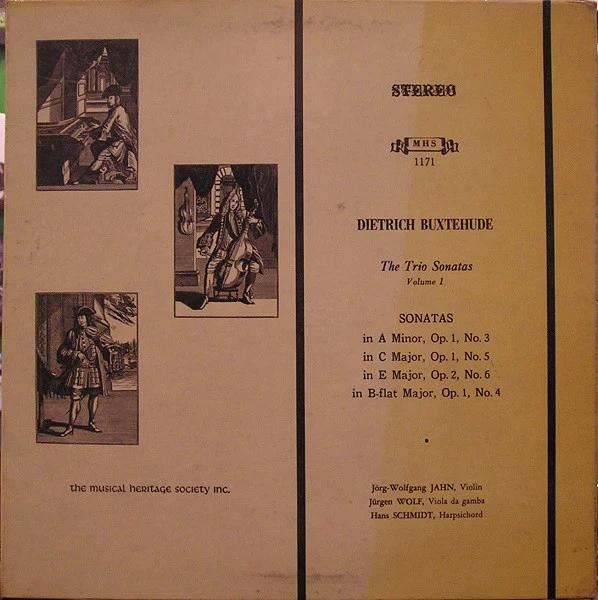 STEREO
MHS
1171
DIETRICH BUXTEHUDE
The Trio Sonatas
Volume 1
SONATAS
in A Minor, Op. 1, No. 3
in C Major, Op. 1, No. 5
in E Major, Op. 2, No. 6
in B-flat Major, Op. 1, No. 4
Jörg-Wolfgang JAHN, Violin
Jürgen WOLF, Viola da gamba
Hans SCHMIDT, Harpsichord
the musical heritage society inc.